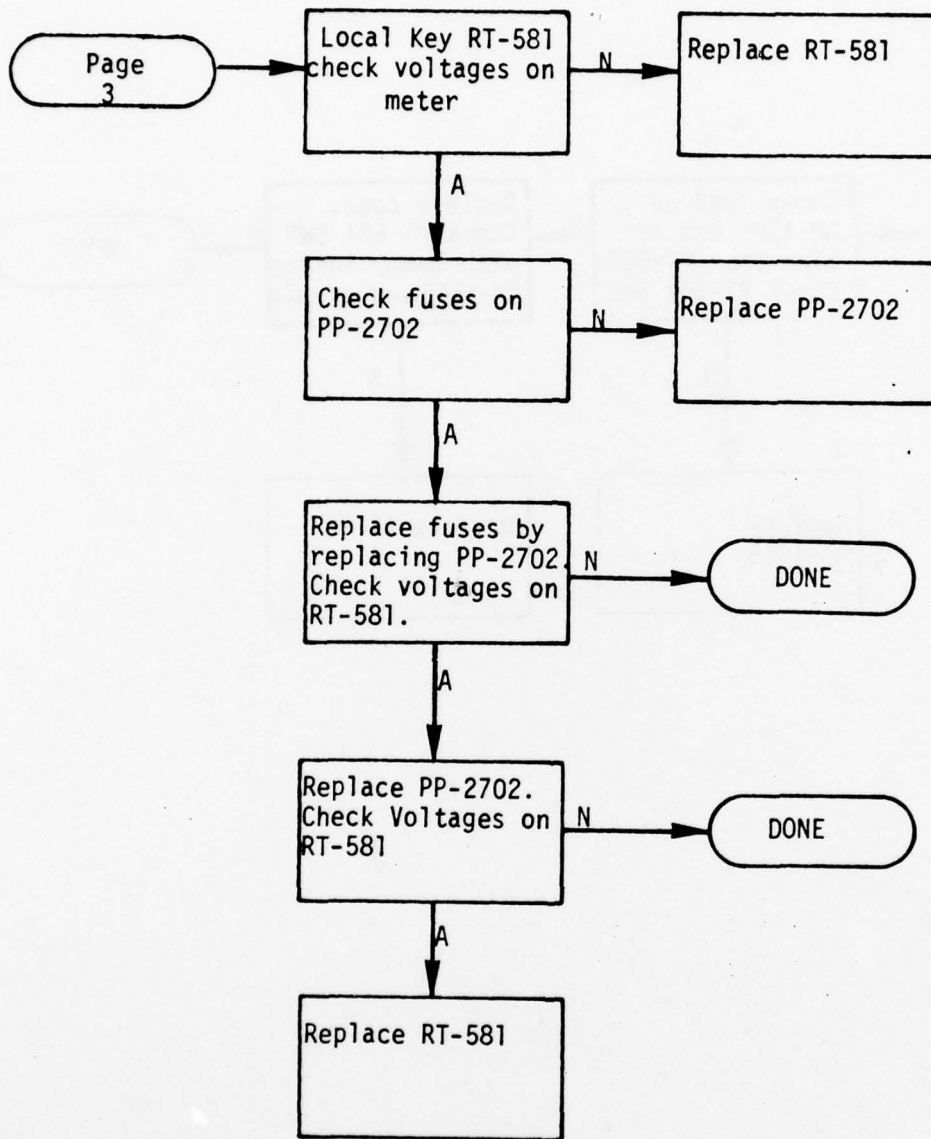 Page
3
Local Key RT-581
check voltages on
meter
N
Replace RT-581
A
Check fuses on
PP-2702
N
Replace PP-2702
A
Replace fuses by
replacing PP-2702.
Check voltages on
RT-581.
N
DONE
A
Replace PP-2702.
Check Voltages on
RT-581
N
DONE
A
Replace RT-581